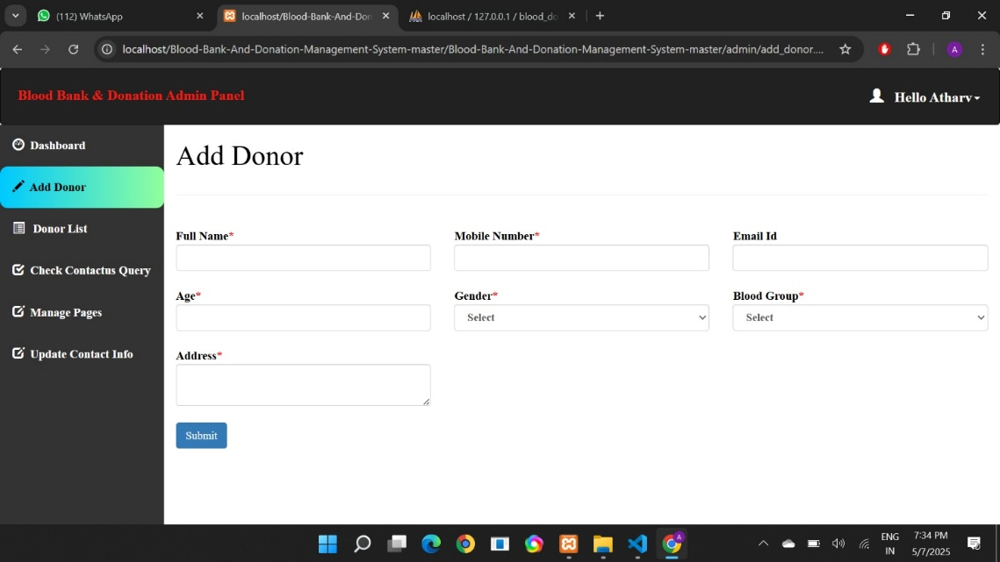 (112) WhatsApp
localhost/Blood-Bank-And-Don
localhost / 127.0.0.1 / blood_do
localhost/Blood-Bank-And-Donation-Management-System-master/Blood-Bank-And-Donation-Management-System-master/admin/add_donor....
A
Blood Bank & Donation Admin Panel
Hello Atharv
Dashboard
Add Donor
Donor List
Check Contactus Query
Manage Pages
Update Contact Info
Add Donor
Full Name*
Mobile Number*
Email Id
Age*
Gender*
Blood Group*
Select
Select
Address*
Submit
A
ENG
IN
7:34 PM
5/7/2025